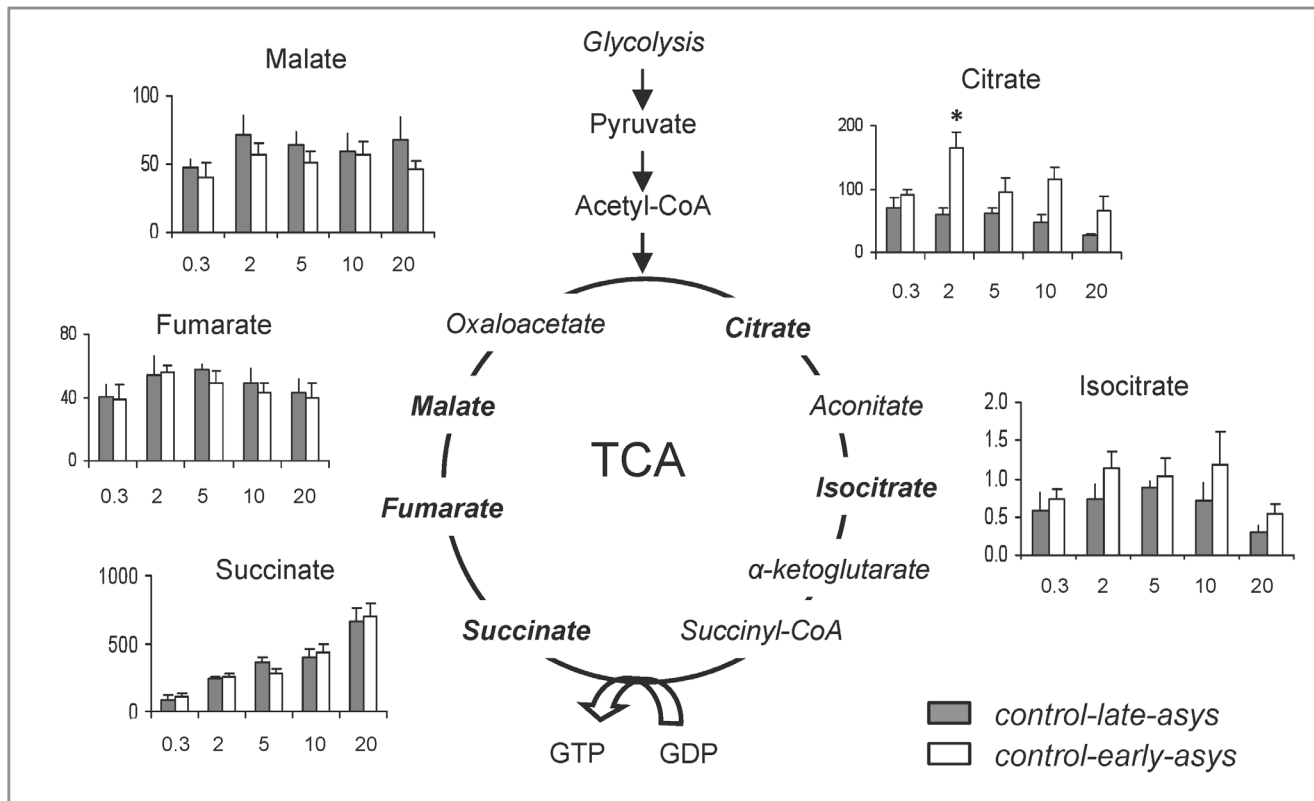 Glycolysis
Pyruvate
Acetyl-CoA
Malate
100
50
0
0.3 2 5 10 20
Citrate
*
200
100
0
0.3 2 5 10 20
Fumarate
80
40
0
0.3 2 5 10 20
Isocitrate
2.0
1.5
1.0
0.5
0.0
0.3 2 5 10 20
Succinate
1000
500
0
0.3 2 5 10 20
Oxaloacetate
Citrate
Malate
Aconitate
TCA
Isocitrate
Fumarate
α-ketoglutarate
Succinate
Succinyl-CoA
GTP
GDP
control-late-asys
control-early-asys